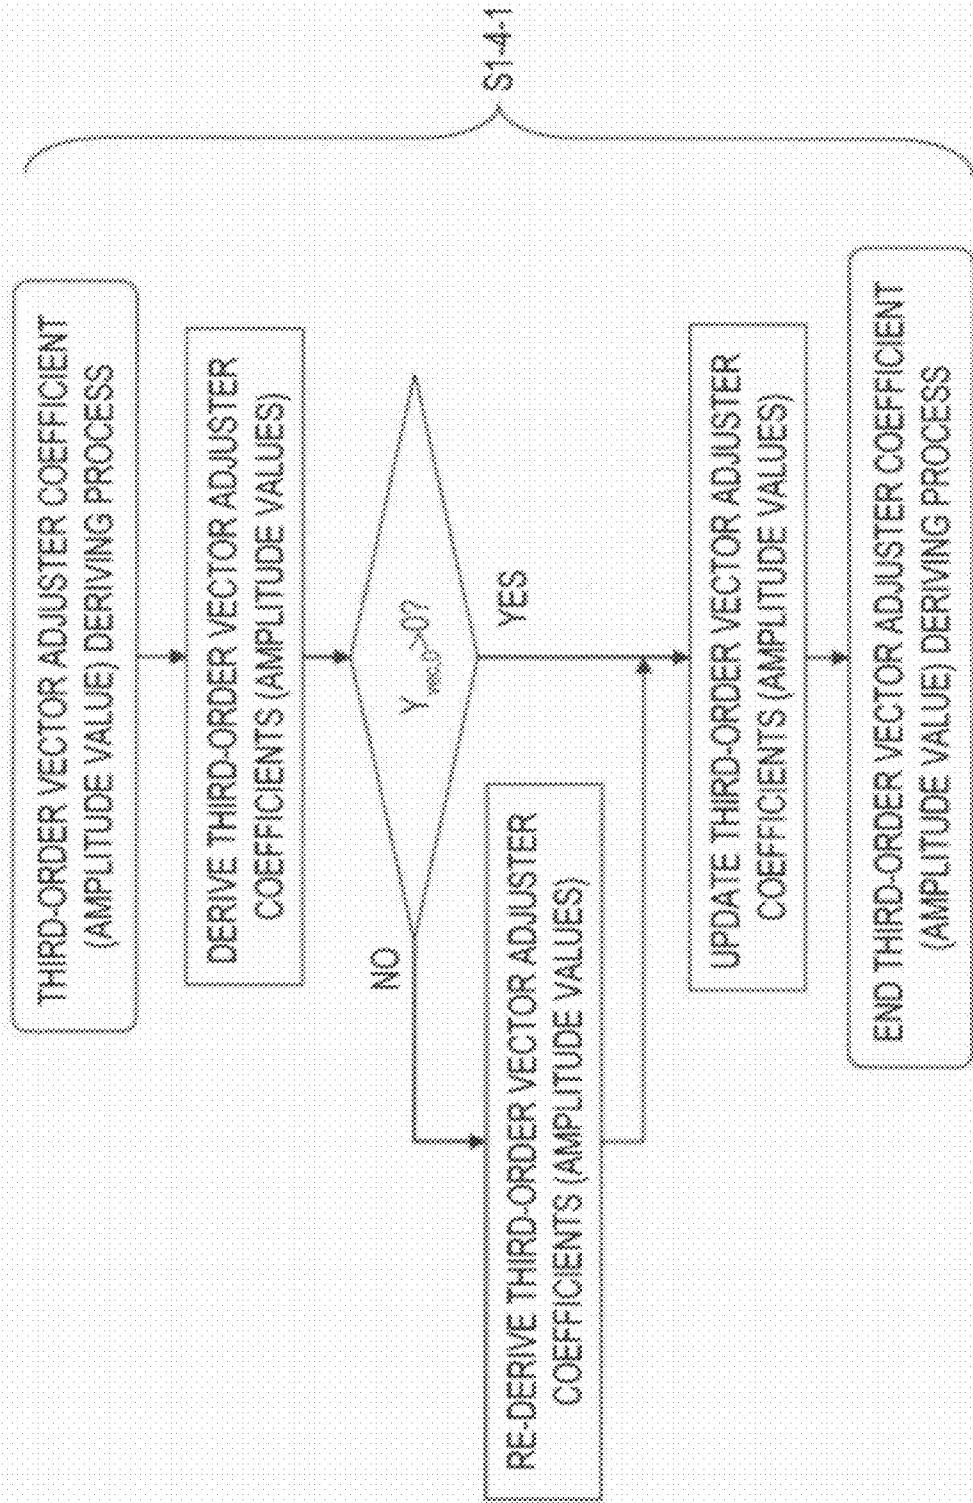 THIRD-ORDER VECTOR ADJUSTER COEFFICIENT
(AMPLITUDE VALUE) DERIVING PROCESS
DERIVE THIRD-ORDER VECTOR ADJUSTER
COEFFICIENTS (AMPLITUDE VALUES)
>0?
NO
YES
RE-DERIVE THIRD-ORDER VECTOR ADJUSTER
COEFFICIENTS (AMPLITUDE VALUES)
UPDATE THIRD-ORDER VECTOR ADJUSTER
COEFFICIENTS (AMPLITUDE VALUES)
END THIRD-ORDER VECTOR ADJUSTER COEFFICIENT
(AMPLITUDE VALUE) DERIVING PROCESS
S1-4-1